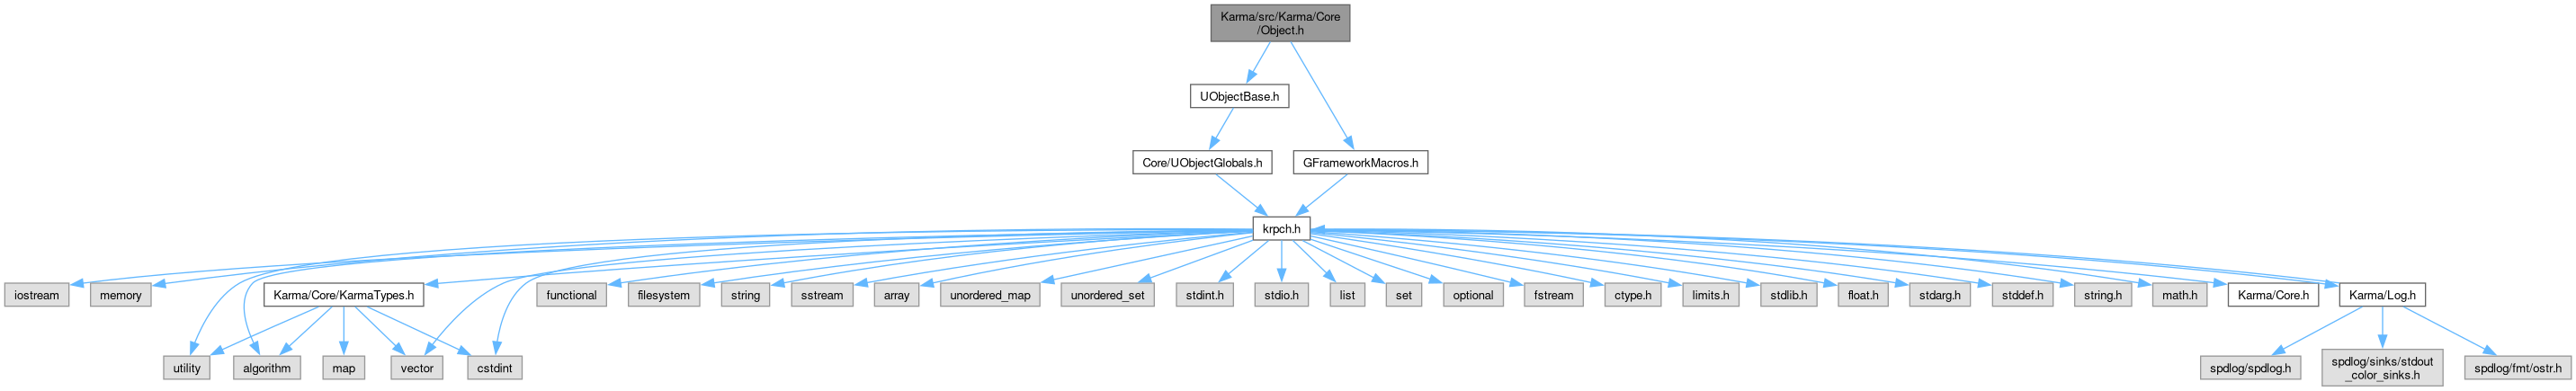 Karma/src/Karma/Core
/Object.h
UObjectBase.h
Core/UObjectGlobals.h
GFrameworkMacros.h
krpch.h
iostream
memory
Karma/Core/KarmaTypes.h
functional
filesystem
string
sstream
array
unordered_map
unordered_set
stdint.h
stdio.h
list
set
optional
fstream
ctype.h
limits.h
stdlib.h
float.h
stdarg.h
stddef.h
string.h
math.h
Karma/Core.h
Karma/Log.h
utility
algorithm
map
vector
cstdint
spdlog/spdlog.h
spdlog/sinks/stdout
_color_sinks.h
spdlog/fmt/ostr.h